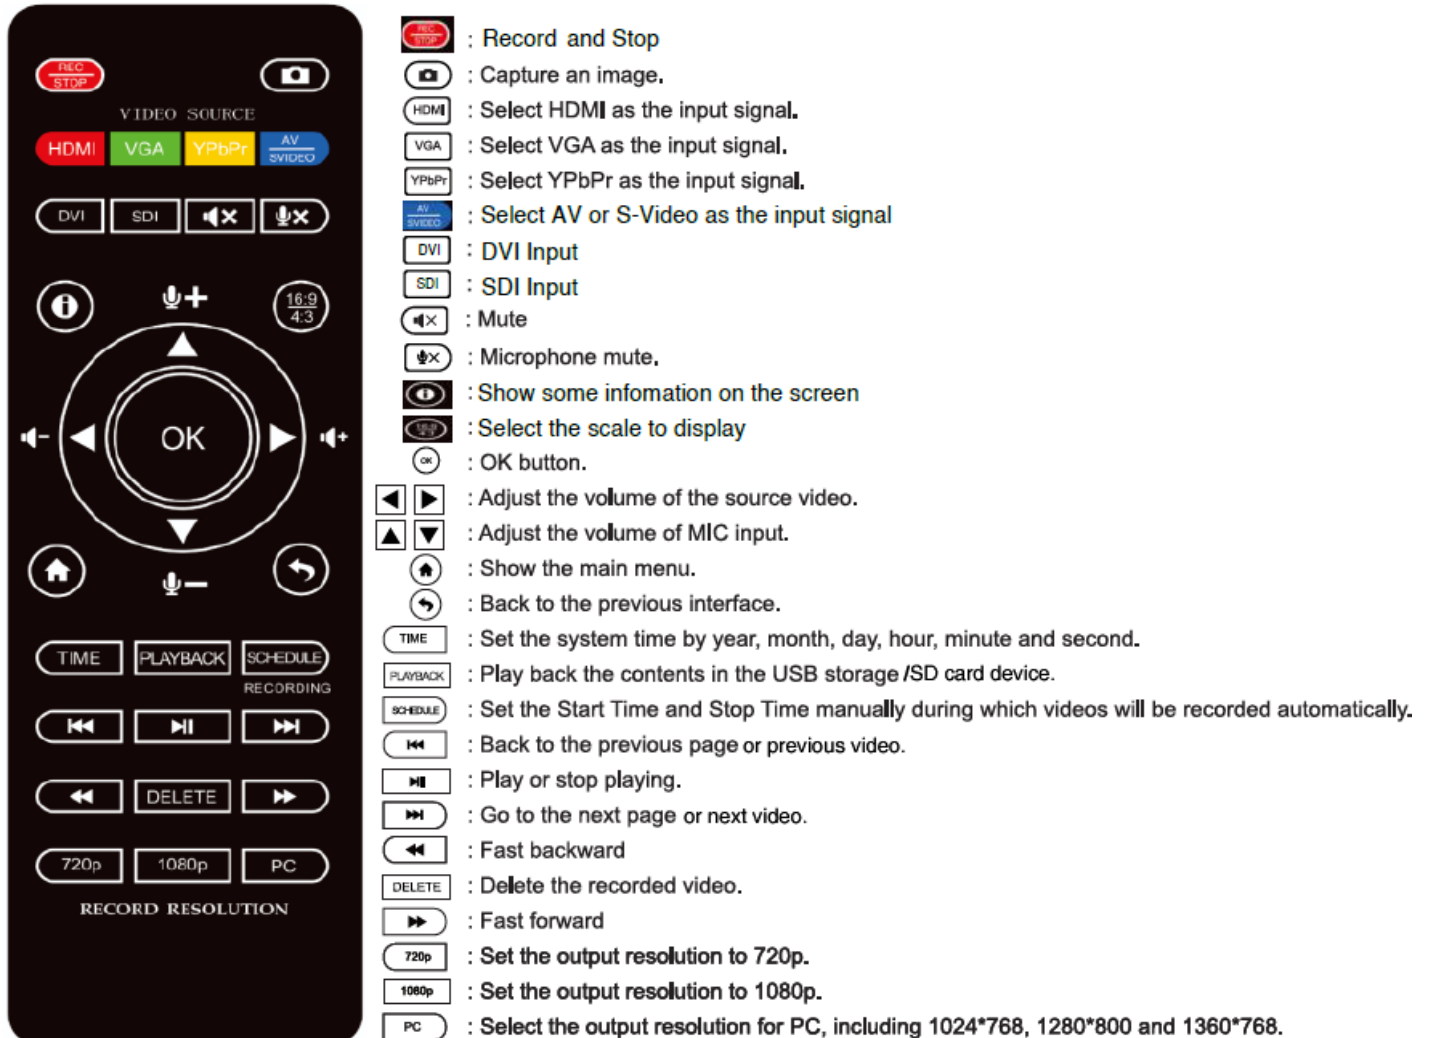 REC
STOP
VIDEO SOURCE
HDMI VGA YPbPr AV
SVIDEO
DVI SDI
16:9
4:3
OK
TIME PLAYBACK SCHEDULE
RECORDING
DELETE
720p 1080p PC
RECORD RESOLUTION
REC
STOP : Record and Stop
: Capture an image.
HDMI : Select HDMI as the input signal.
VGA : Select VGA as the input signal.
YPbPr : Select YPbPr as the input signal.
AV
SVIDEO : Select AV or S-Video as the input signal
DVI : DVI Input
SDI : SDI Input
: Mute
: Microphone mute.
: Show some infomation on the screen
16:9
4:3 : Select the scale to display
OK : OK button.
: Adjust the volume of the source video.
: Adjust the volume of MIC input.
: Show the main menu.
: Back to the previous interface.
TIME : Set the system time by year, month, day, hour, minute and second.
PLAYBACK : Play back the contents in the USB storage /SD card device.
SCHEDULE : Set the Start Time and Stop Time manually during which videos will be recorded automatically.
: Back to the previous page or previous video.
: Play or stop playing.
: Go to the next page or next video.
: Fast backward
DELETE : Delete the recorded video.
: Fast forward
720p : Set the output resolution to 720p.
1080p : Set the output resolution to 1080p.
PC : Select the output resolution for PC, including 1024*768, 1280*800 and 1360*768.